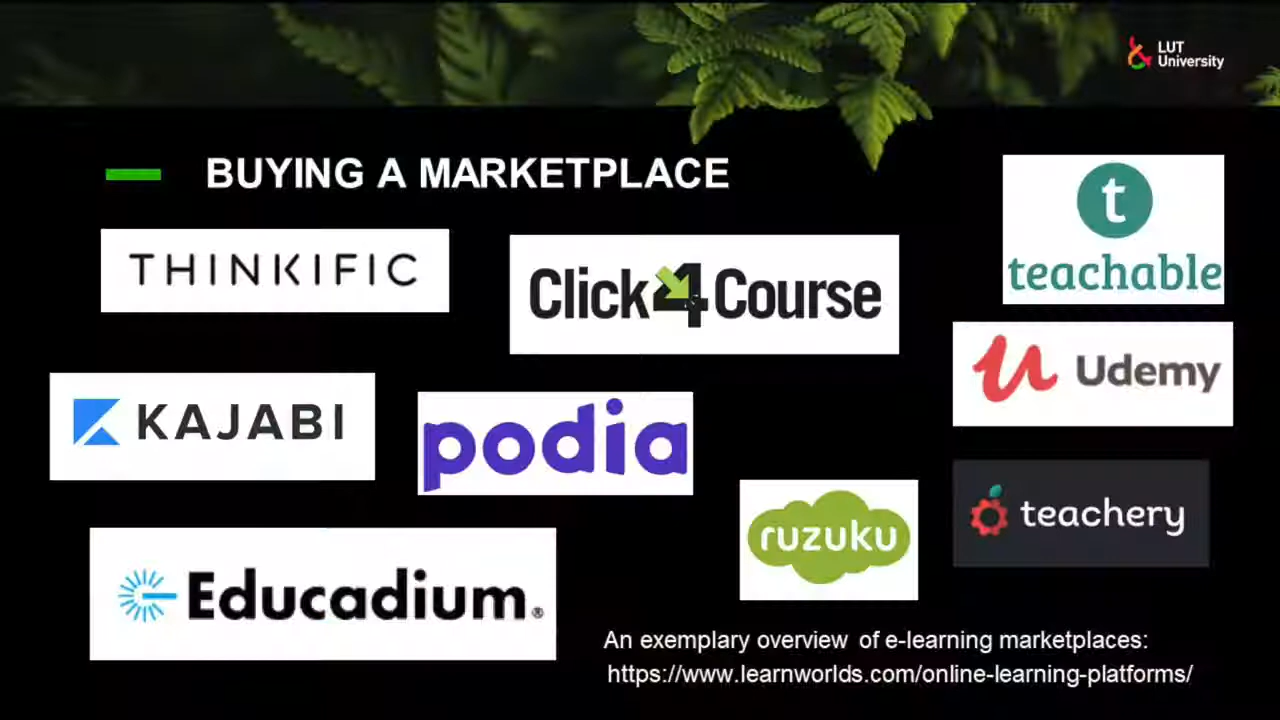 LUT
University
BUYING A MARKETPLACE
THINKIFIC
Click4Course
t
teachable
Udemy
KAJABI
podia
ruzuku
teachery
Educadium®
An exemplary overview of e-learning marketplaces:
https://www.learnworlds.com/online-learning-platforms/